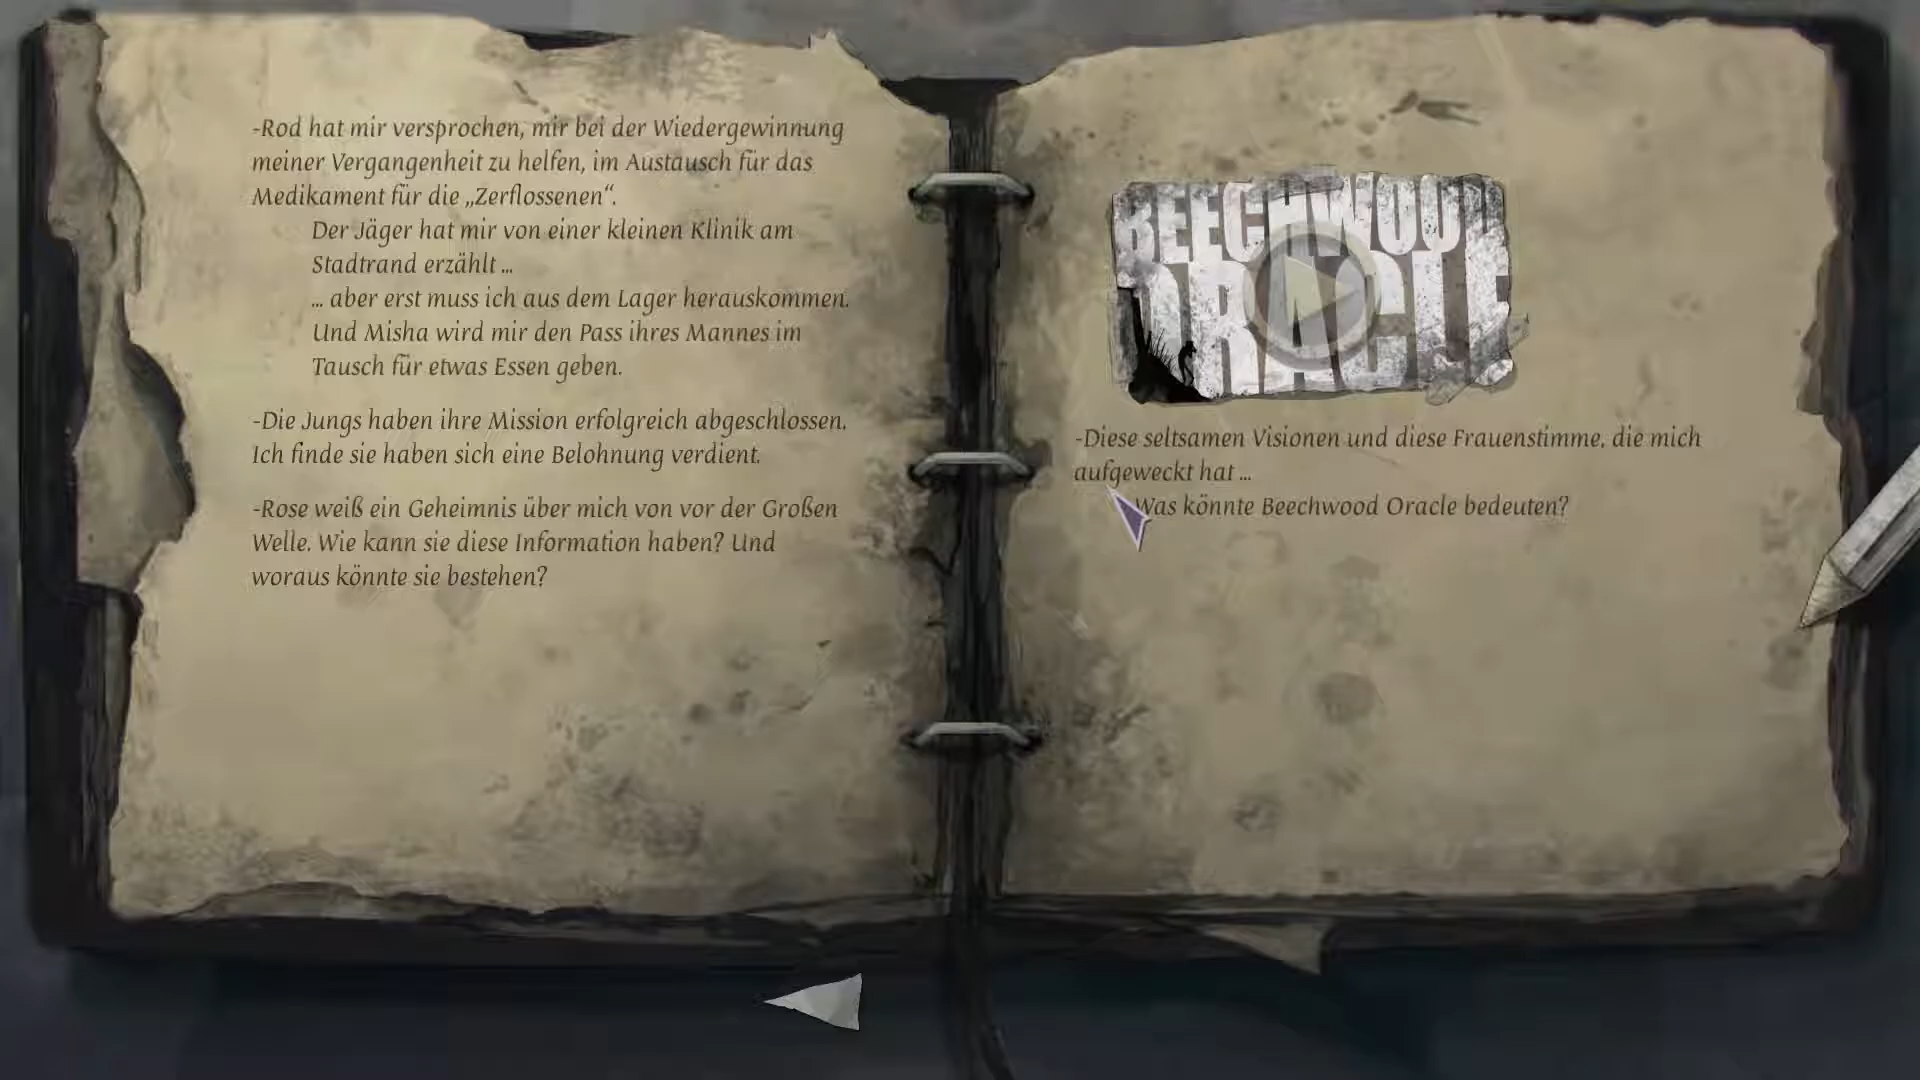 -Rod hat mir versprochen, mir bei der Wiedergewinnung
meiner Vergangenheit zu helfen, im Austausch für das
Medikament für die „Zerflossenen“.
Der Jäger hat mir von einer kleinen Klinik am
Stadtrand erzählt ...
... aber erst muss ich aus dem Lager herauskommen.
Und Misha wird mir den Pass ihres Mannes im
Tausch für etwas Essen geben.
-Die Jungs haben ihre Mission erfolgreich abgeschlossen.
Ich finde sie haben sich eine Belohnung verdient.
-Rose weiß ein Geheimnis über mich von vor der Großen
Welle. Wie kann sie diese Information haben? Und
woraus könnte sie bestehen?
BEECHWOOD
ORACLE
-Diese seltsamen Visionen und diese Frauenstimme, die mich
aufgeweckt hat ...
Was könnte Beechwood Oracle bedeuten?